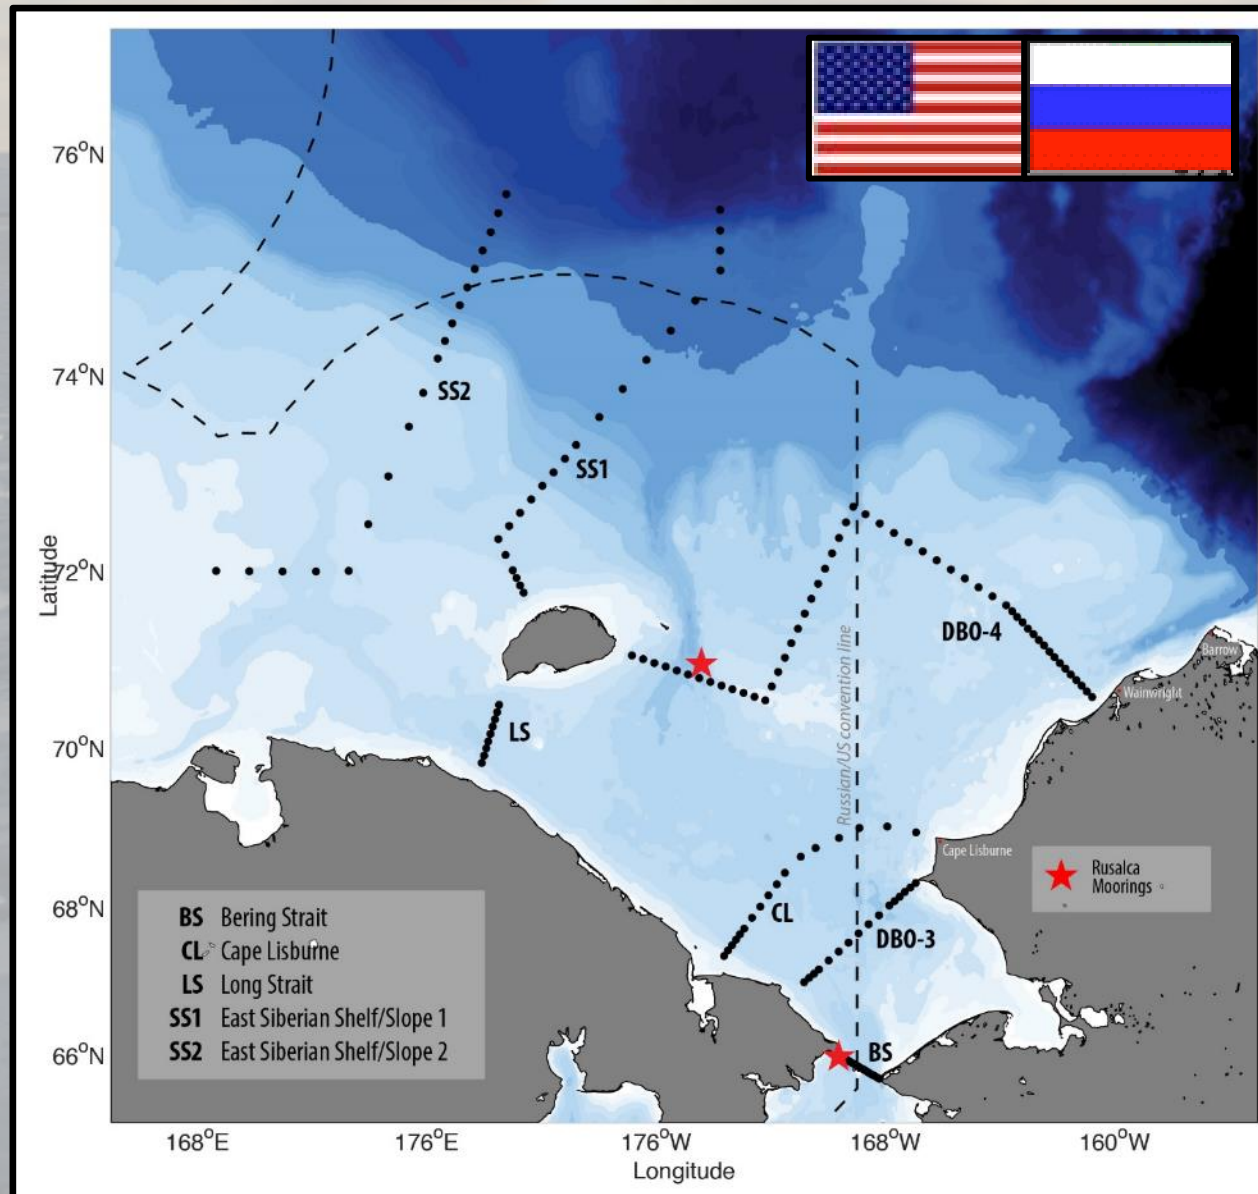 76°N
74°N
72°N
70°N
68°N
66°N
Latitude
SS2
SS1
DBO-4
Barrow
Wainwright
LS
Russian/US convention line
Cape Lisburne
CL
DBO-3
BS
Rusalca
Moorings
BS Bering Strait
CL Cape Lisburne
LS Long Strait
SS1 East Siberian Shelf/Slope 1
SS2 East Siberian Shelf/Slope 2
168°E
176°E
176°W
168°W
160°W
Longitude